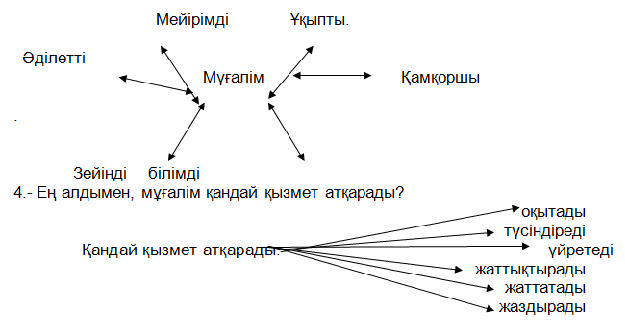 Мейірімді Ұқыпты.
Әділетті
Мұғалім Қамқоршы
.
Зейінді білімді
4.- Ең алдымен, мұғалім қандай қызмет атқарады?
оқытады
түсіндіреді
Қандай қызмет атқарады:- үйретеді
жаттықтырады
жаттатады
жаздырады